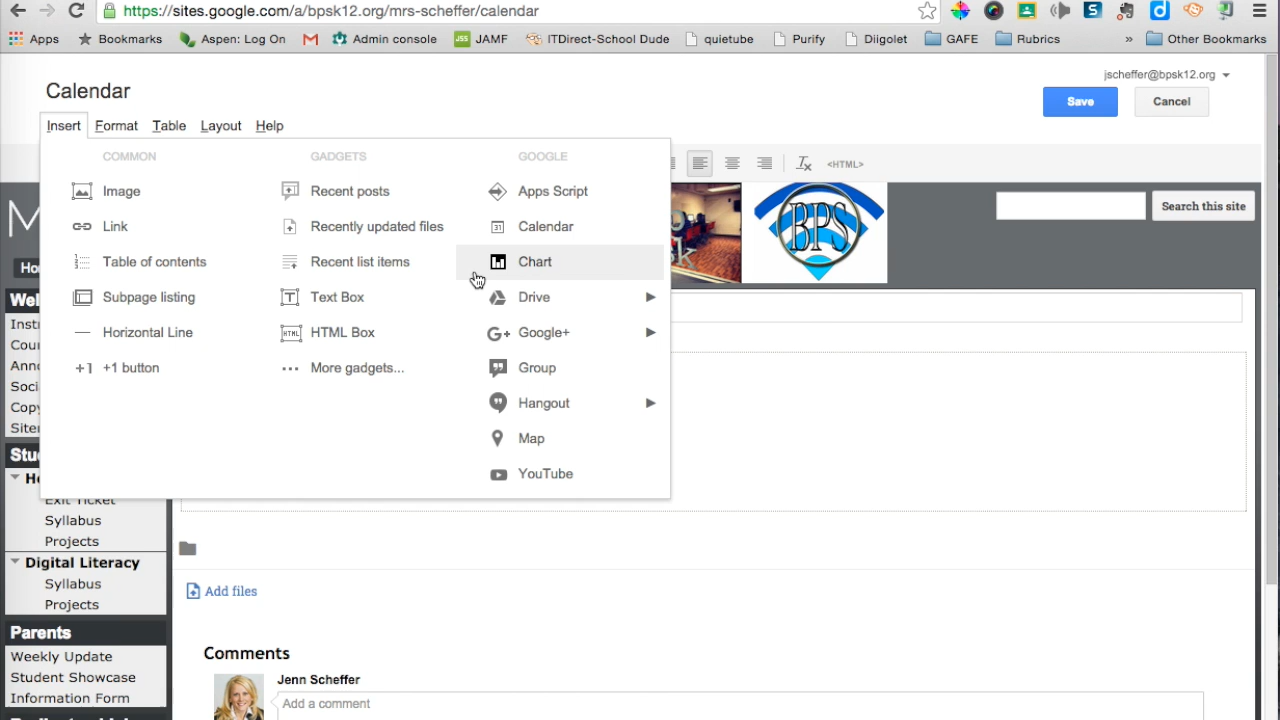 https://sites.google.com/a/bpsk12.org/mrs-scheffer/calendar
Apps Bookmarks Aspen: Log On Admin console JSS JAMF ITDirect-School Dude quietube Purify Diigolet GAFE Rubrics » Other Bookmarks
jscheffer@bpsk12.org
Calendar
Save Cancel
Insert Format Table Layout Help
<HTML>
COMMON GADGETS GOOGLE
Image Recent posts Apps Script
Link Recently updated files 31 Calendar
Table of contents Recent list items Chart
Subpage listing Text Box Drive
Horizontal Line HTML HTML Box G+ Google+
+1 +1 button More gadgets... Group
Hangout
Map
YouTube
BPS
Search this site
Syllabus
Projects
Digital Literacy
Syllabus
Projects
Parents
Weekly Update
Student Showcase
Information Form
Add files
Comments
Jenn Scheffer
Add a comment